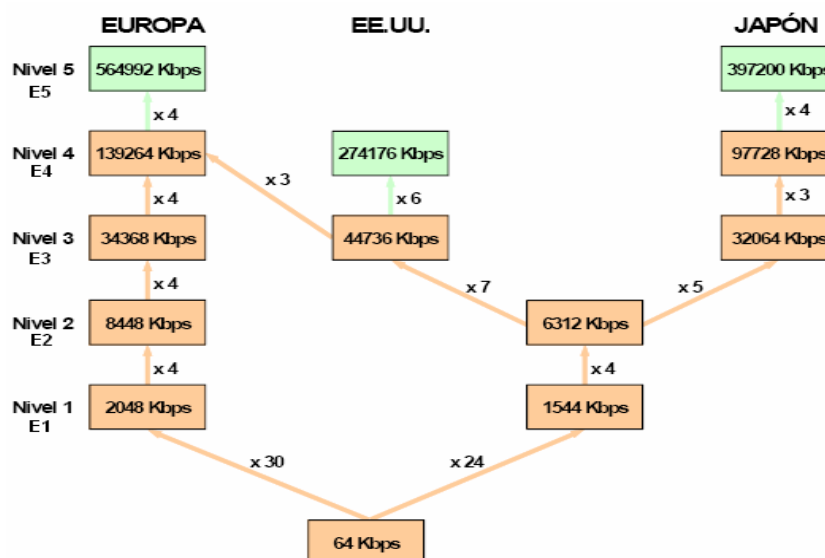 EUROPA EE.UU. JAPÓN
Nivel 5 564992 Kbps 397200 Kbps
E5
x 4 x 4
Nivel 4 139264 Kbps 274176 Kbps 97728 Kbps
E4
x 3
x 4 x 6 x 3
Nivel 3 34368 Kbps 44736 Kbps 32064 Kbps
E3
x 4 x 7 x 5
Nivel 2 8448 Kbps 6312 Kbps
E2
x 4 x 4
Nivel 1 2048 Kbps 1544 Kbps
E1
x 30 x 24
64 Kbps